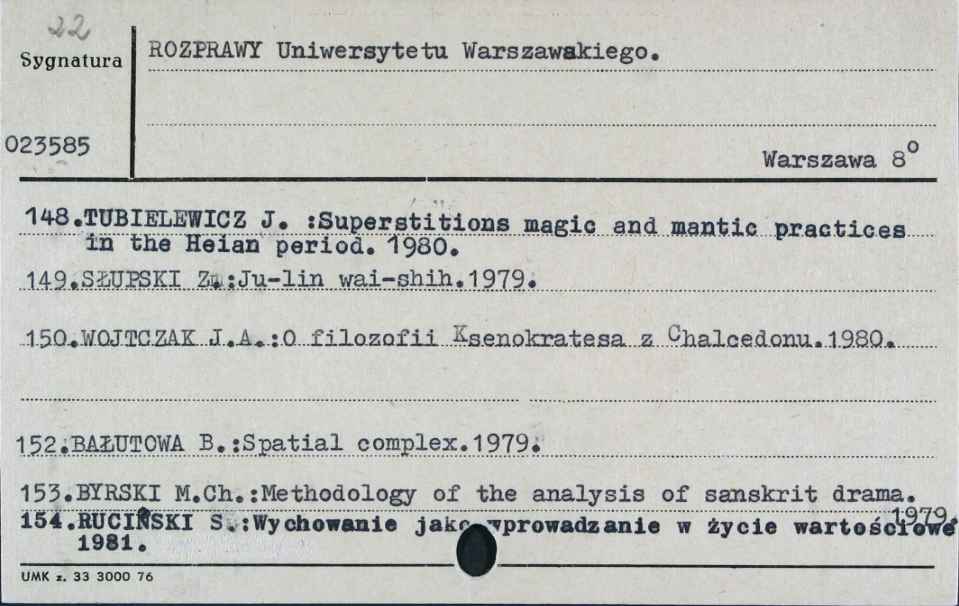 22
Sygnatura
ROZPRAWY Uniwersytetu Warszawskiego.
023585
Warszawa 8°
148.TUBIELEWICZ J. :Superstitions magic and mantic practices
in the Heian period. 1980.
149.SŁUPSKI Zn.:Ju-lin wai-shih.1979.
150.WOJTCZAK J.A.:O filozofii Ksenokratesa z Chalcedonu.1980.
152.BAŁUTOWA B.:Spatial complex.1979.
153.BYRSKI M.Ch.:Methodology of the analysis of sanskrit drama.
1979.
154.RUCIŃSKI S.:Wychowanie jako wprowadzanie w życie wartościowe
1981.
UMK z. 33 3000 76